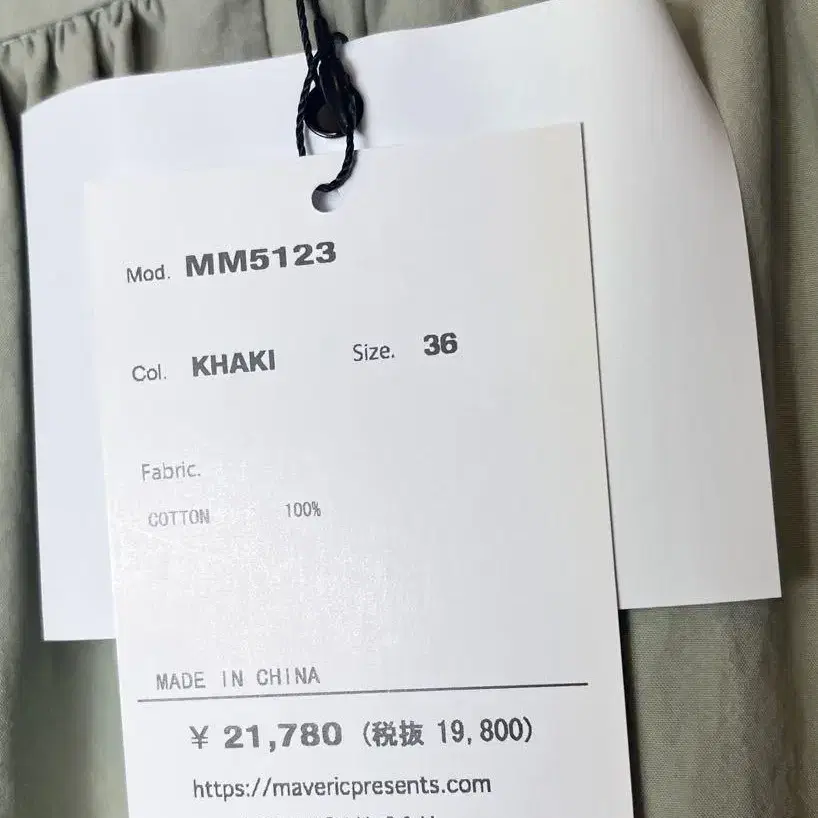 Mod. MM5123
Col. KHAKI Size. 36
Fabric.
COTTON 100%
MADE IN CHINA
¥ 21,780 (税抜 19,800)
https://mavericpresents.com